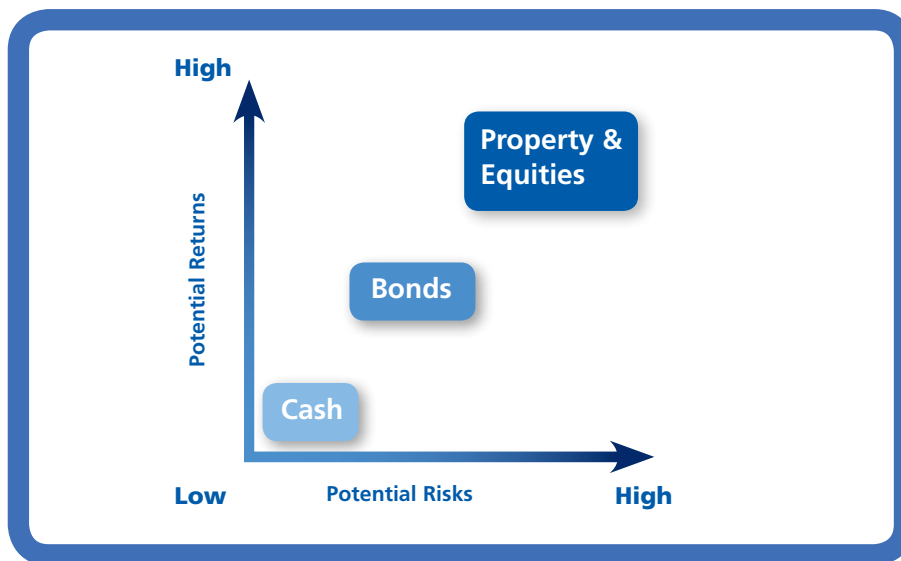 High
Property &
Equities
Potential Returns
Bonds
Cash
Low
Potential Risks
High